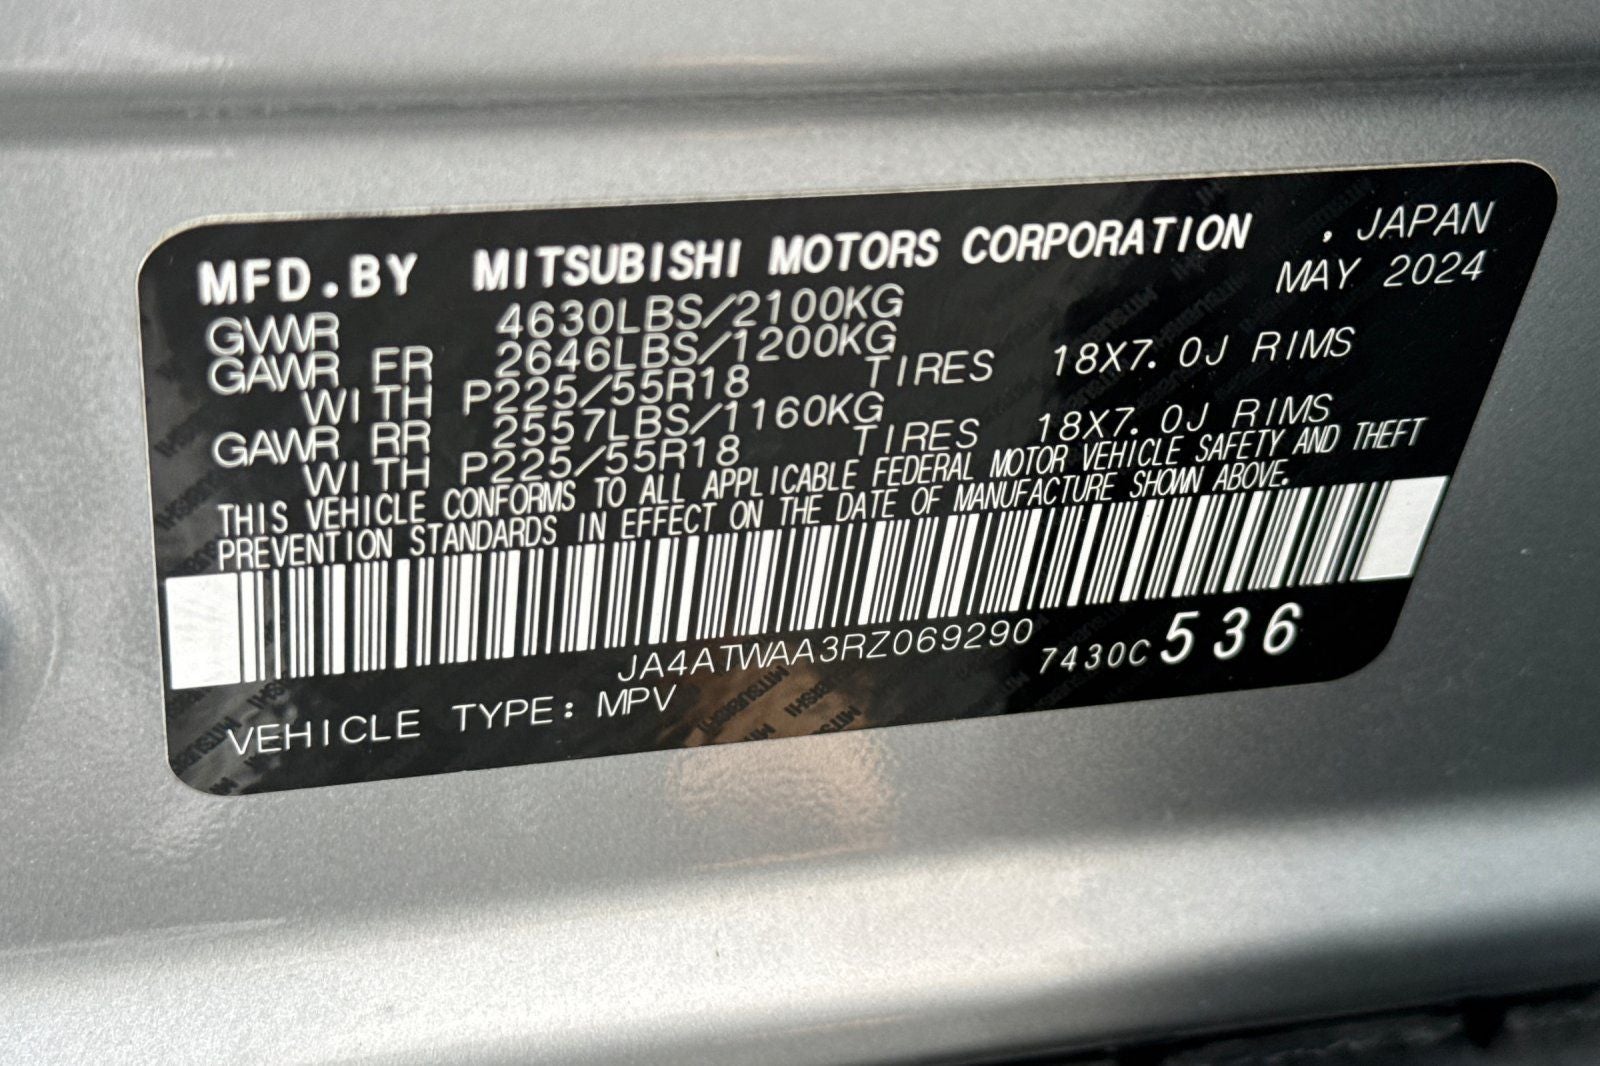 MFD.BY MITSUBISHI MOTORS CORPORATION , JAPAN
MAY 2024
GVWR 4630LBS/2100KG
GAWR FR 2646LBS/1200KG
WITH P225/55R18 TIRES 18X7.0J RIMS
GAWR RR 2557LBS/1160KG
WITH P225/55R18 TIRES 18X7.0J RIMS
THIS VEHICLE CONFORMS TO ALL APPLICABLE FEDERAL MOTOR VEHICLE SAFETY AND THEFT
PREVENTION STANDARDS IN EFFECT ON THE DATE OF MANUFACTURE SHOWN ABOVE.
JA4ATWAA3RZ069290
7430C 536
VEHICLE TYPE: MPV